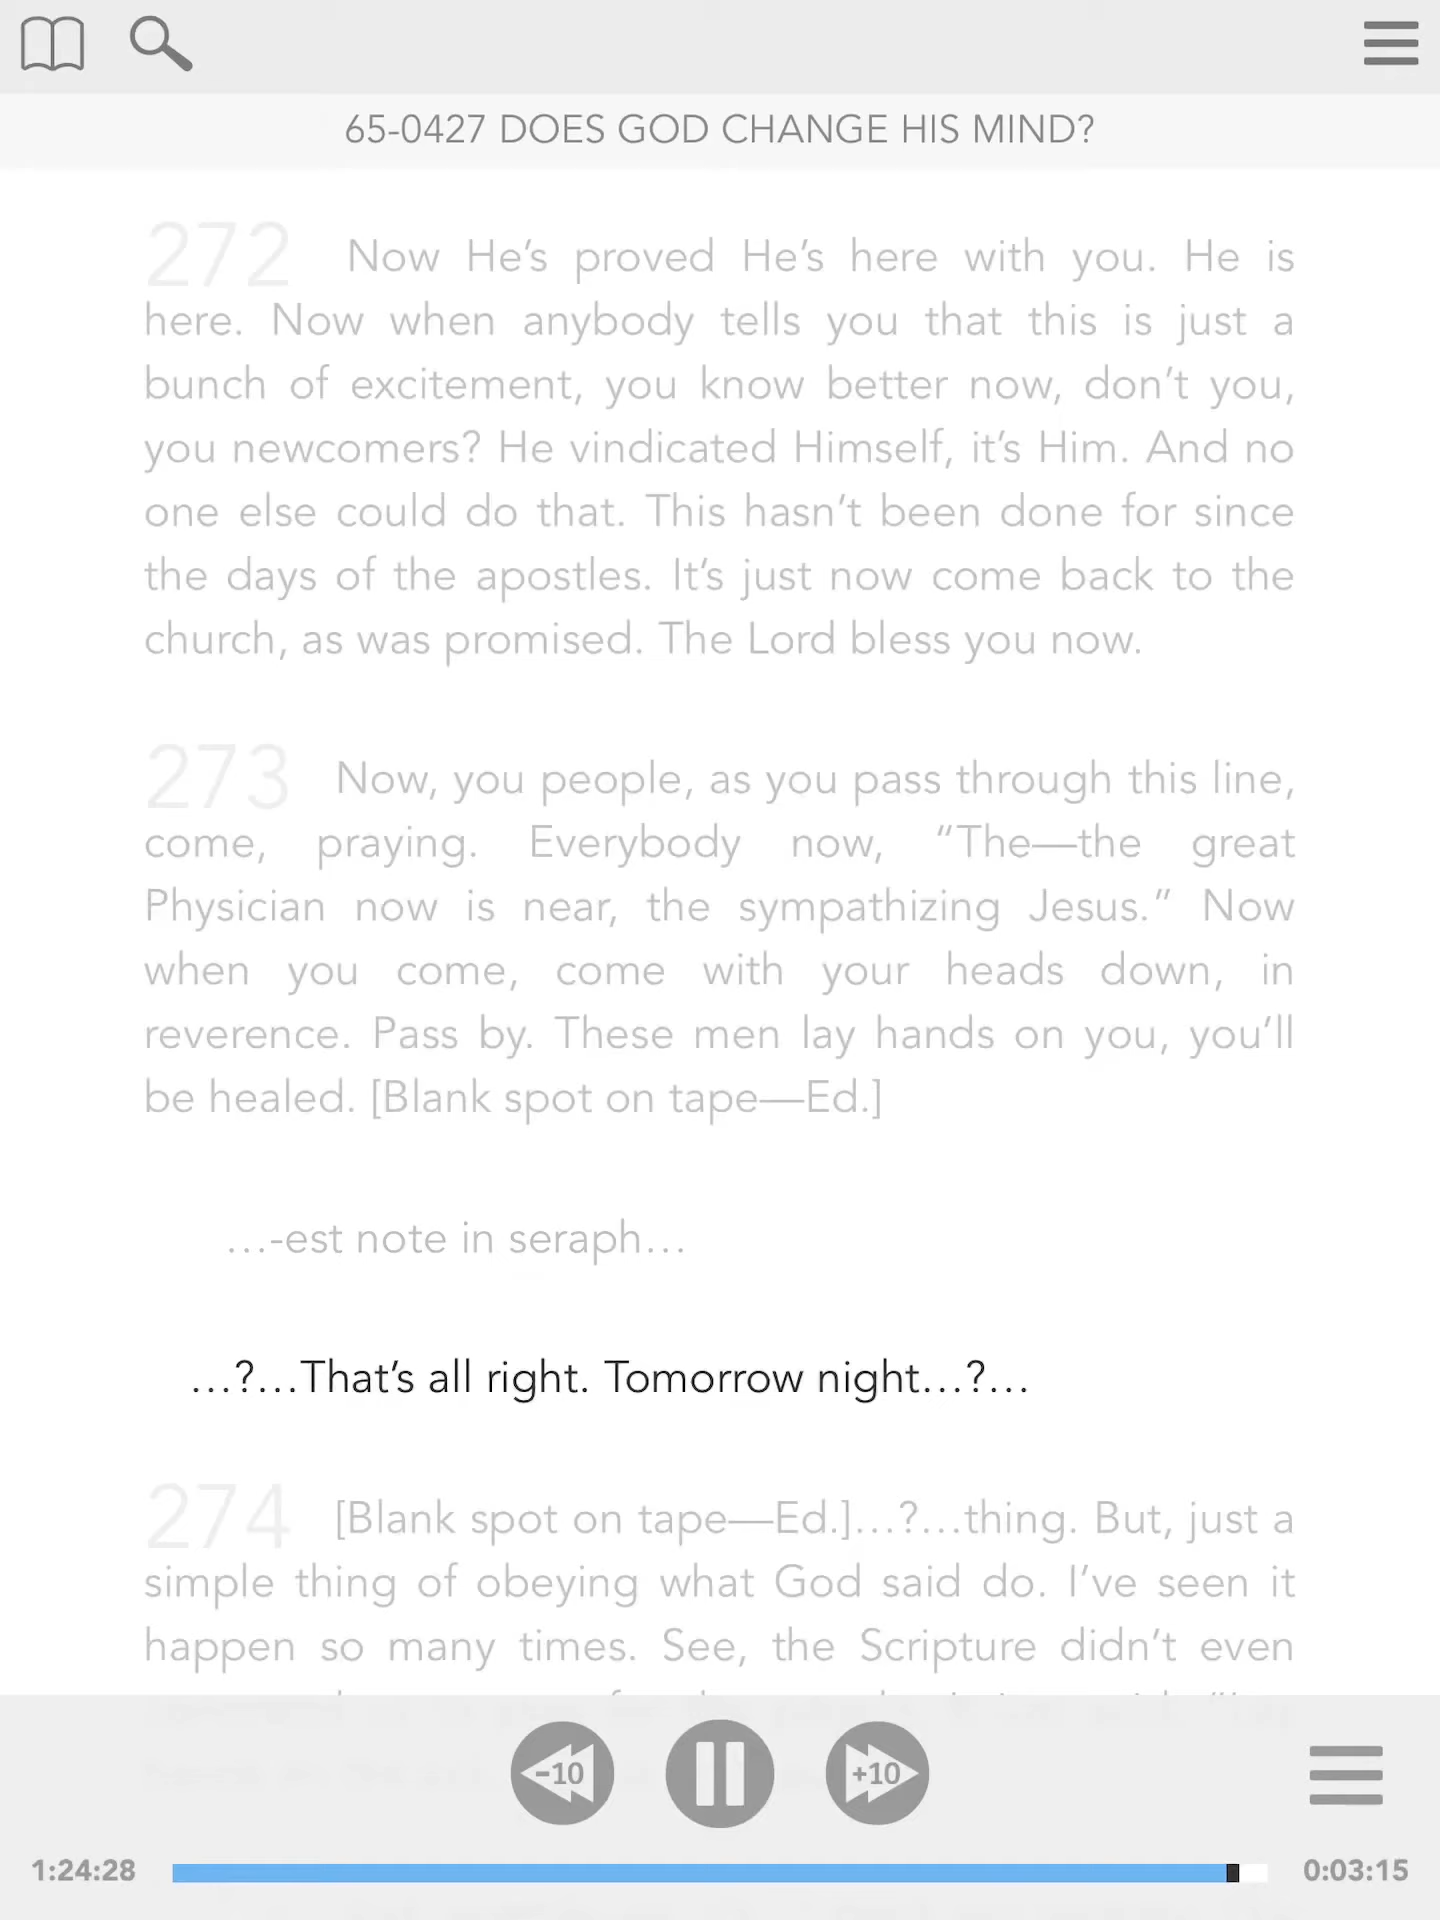 65-0427 DOES GOD CHANGE HIS MIND?
272 Now He’s proved He’s here with you. He is
here. Now when anybody tells you that this is just a
bunch of excitement, you know better now, don’t you,
you newcomers? He vindicated Himself, it’s Him. And no
one else could do that. This hasn’t been done for since
the days of the apostles. It’s just now come back to the
church, as was promised. The Lord bless you now.
273 Now, you people, as you pass through this line,
come, praying. Everybody now, “The—the great
Physician now is near, the sympathizing Jesus.” Now
when you come, come with your heads down, in
reverence. Pass by. These men lay hands on you, you’ll
be healed. [Blank spot on tape—Ed.]
…-est note in seraph…
…?…That’s all right. Tomorrow night…?…
274 [Blank spot on tape—Ed.]…?…thing. But, just a
simple thing of obeying what God said do. I’ve seen it
happen so many times. See, the Scripture didn’t even
-10 +10
1:24:28 0:03:15